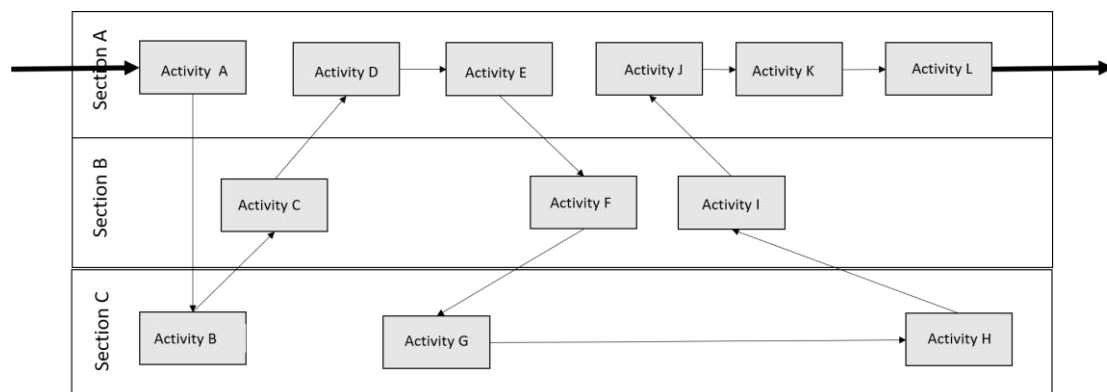 Section A
Activity A
Activity D
Activity E
Activity J
Activity K
Activity L
Section B
Activity C
Activity F
Activity I
Section C
Activity B
Activity G
Activity H